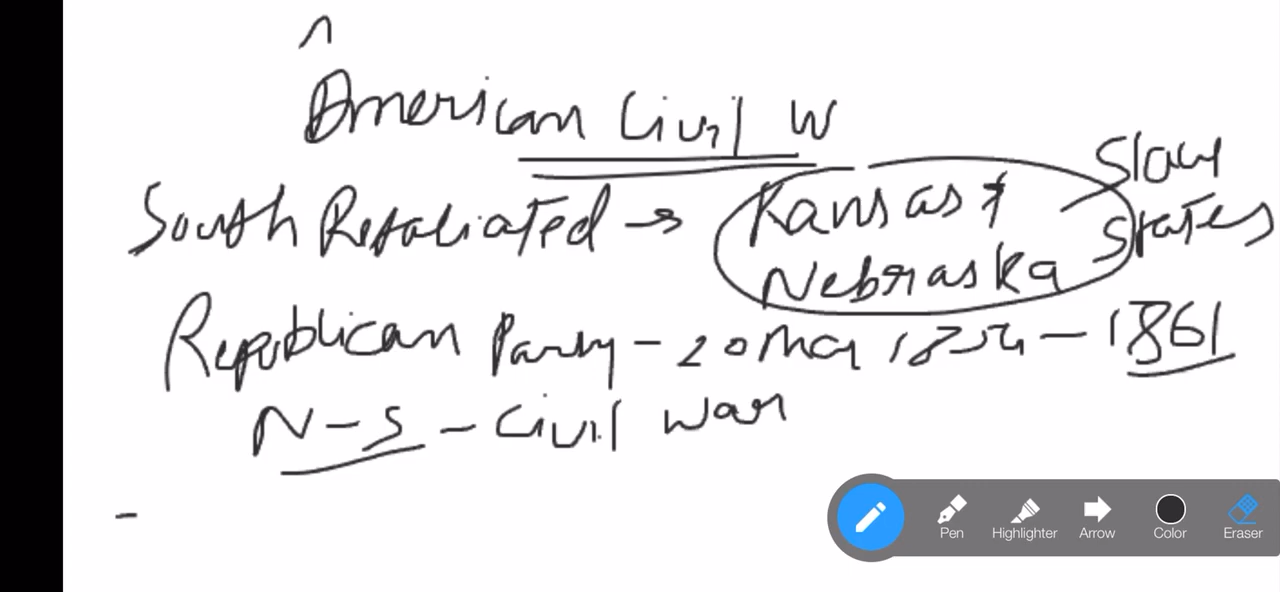 American Civil W
South Retaliated → Kansas & Slave
Nebraska States
Republican Party - 20 Mar 1854 - 1861
N-S - Civil War
Pen Highlighter Arrow Color Eraser